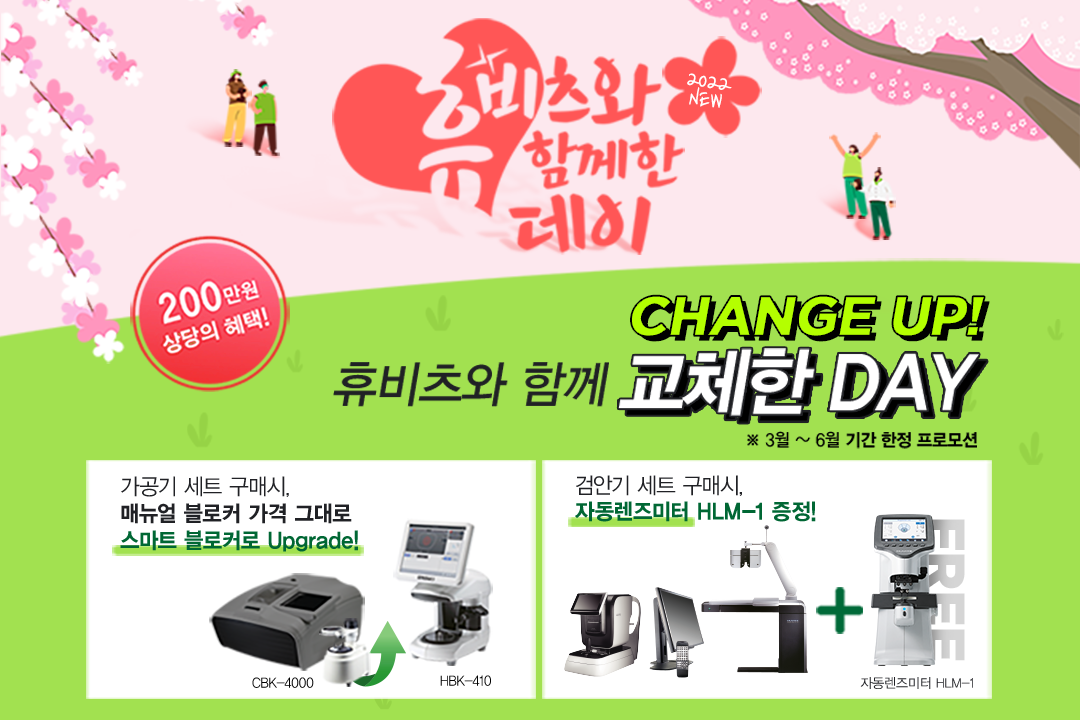 휴비츠와
함께한
데이
2022
NEW
200만원
상당의 혜택!
CHANGE UP!
휴비츠와 함께 교체한 DAY
※ 3월 ~ 6월 기간 한정 프로모션
가공기 세트 구매시,
매뉴얼 블로커 가격 그대로
스마트 블로커로 Upgrade!
CBK-4000
HBK-410
검안기 세트 구매시,
자동렌즈미터 HLM-1 증정!
FREE
자동렌즈미터 HLM-1